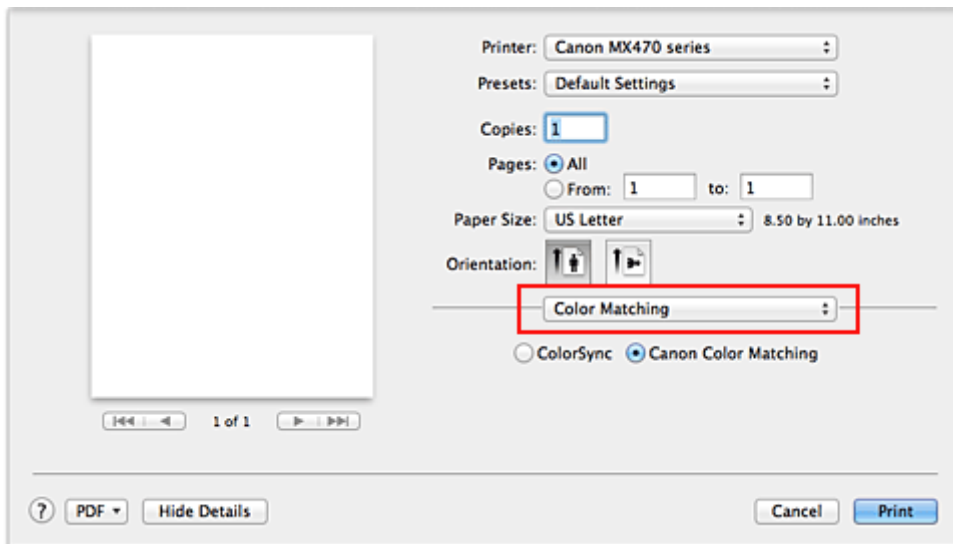 Printer: Canon MX470 series
Presets: Default Settings
Copies: 1
Pages: All
From: 1 to: 1
Paper Size: US Letter 8.50 by 11.00 inches
Orientation:
Color Matching
ColorSync Canon Color Matching
1 of 1
? PDF Hide Details Cancel Print